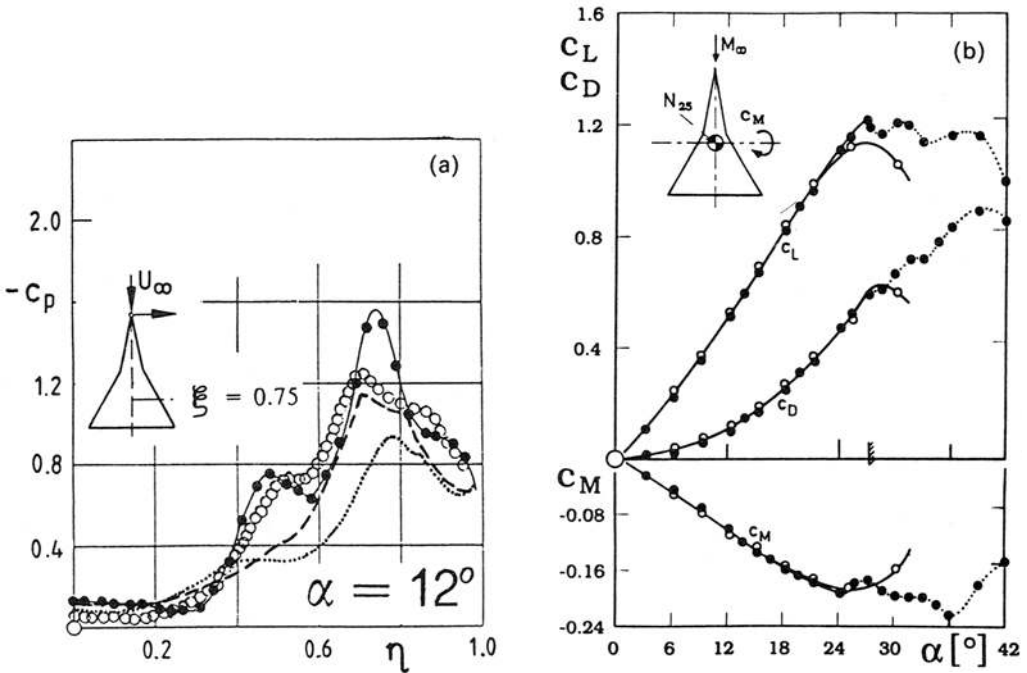 (a)
2.0
- Cp
U∞
1.2
ξ = 0.75
0.8
0.4
α = 12°
0.2
0.6
η
1.0
1.6
CL
CD
(b)
M∞
N25
CM
1.2
0.8
CL
0.4
CD
CM
-0.08
CM
-0.16
-0.24
0
6
12
18
24
30
α[°]
42